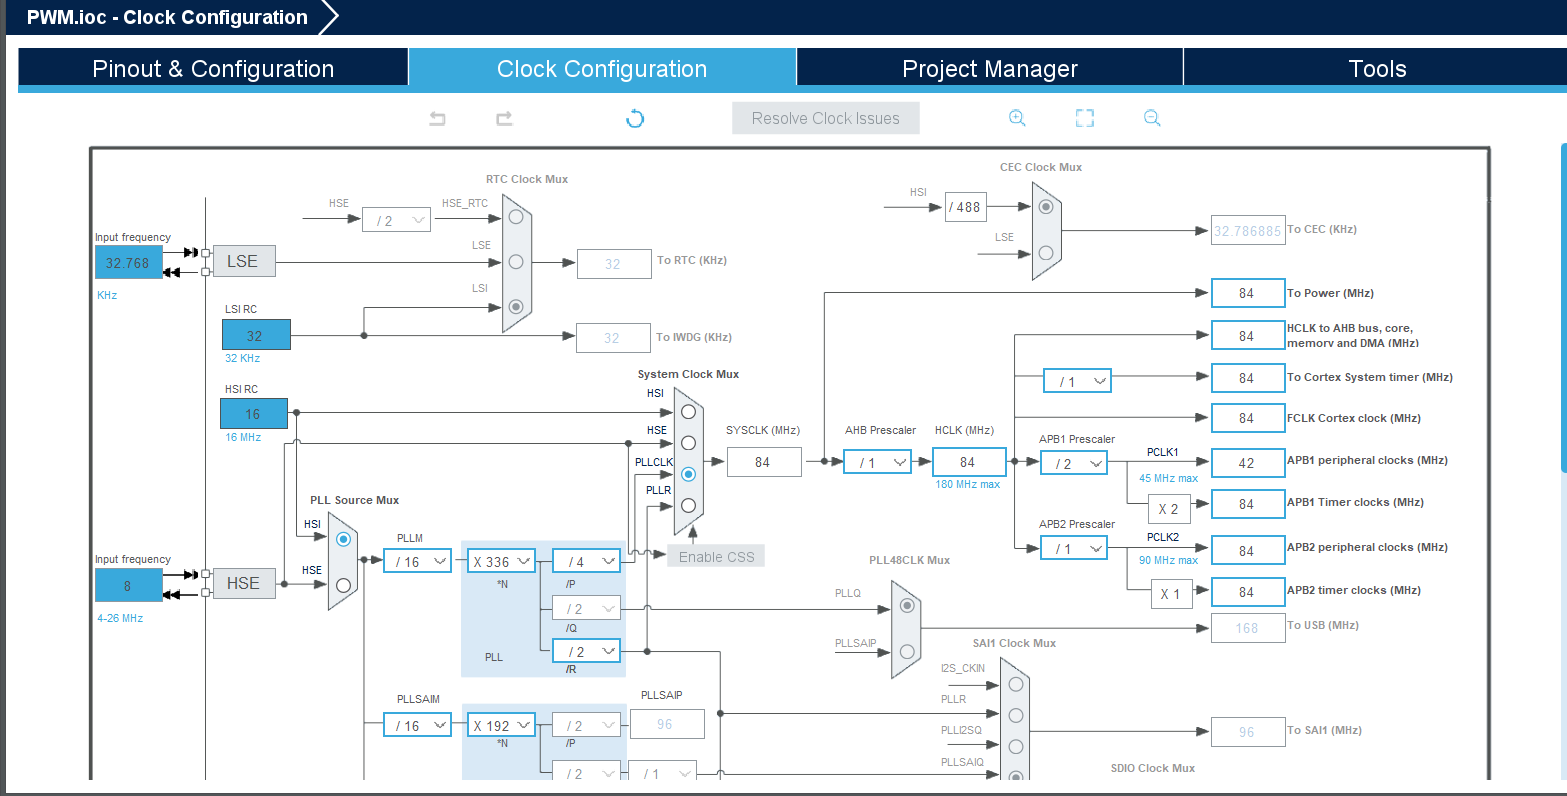 PWM.ioc - Clock Configuration
Pinout & Configuration
Clock Configuration
Project Manager
Tools
Resolve Clock Issues
RTC Clock Mux
CEC Clock Mux
HSE
/ 2
HSE_RTC
HSI
/ 488
LSE
32.786885
To CEC (KHz)
Input frequency
32.768
KHz
LSE
LSE
32
To RTC (KHz)
LSI
LSI RC
32
32 KHz
32
To IWDG (KHz)
84
To Power (MHz)
84
HCLK to AHB bus, core,
memory and DMA (MHz)
/ 1
84
To Cortex System timer (MHz)
84
FCLK Cortex clock (MHz)
HSI RC
16
16 MHz
System Clock Mux
HSI
HSE
PLLCLK
PLLR
SYSCLK (MHz)
84
AHB Prescaler
/ 1
HCLK (MHz)
84
180 MHz max
APB1 Prescaler
/ 2
PCLK1
45 MHz max
42
APB1 peripheral clocks (MHz)
X 2
84
APB1 Timer clocks (MHz)
APB2 Prescaler
/ 1
PCLK2
90 MHz max
84
APB2 peripheral clocks (MHz)
X 1
84
APB2 timer clocks (MHz)
Enable CSS
PLL Source Mux
HSI
HSE
Input frequency
8
4-26 MHz
HSE
PLLM
/ 16
X 336
*N
/ 4
/P
/ 2
/Q
/ 2
/R
PLL
PLL48CLK Mux
PLLQ
PLLSAIP
168
To USB (MHz)
SAI1 Clock Mux
I2S_CKIN
PLLR
PLLI2SQ
PLLSAIQ
96
To SAI1 (MHz)
PLLSAIM
/ 16
X 192
*N
/ 2
/P
PLLSAIP
96
/ 2
/ 1
SDIO Clock Mux